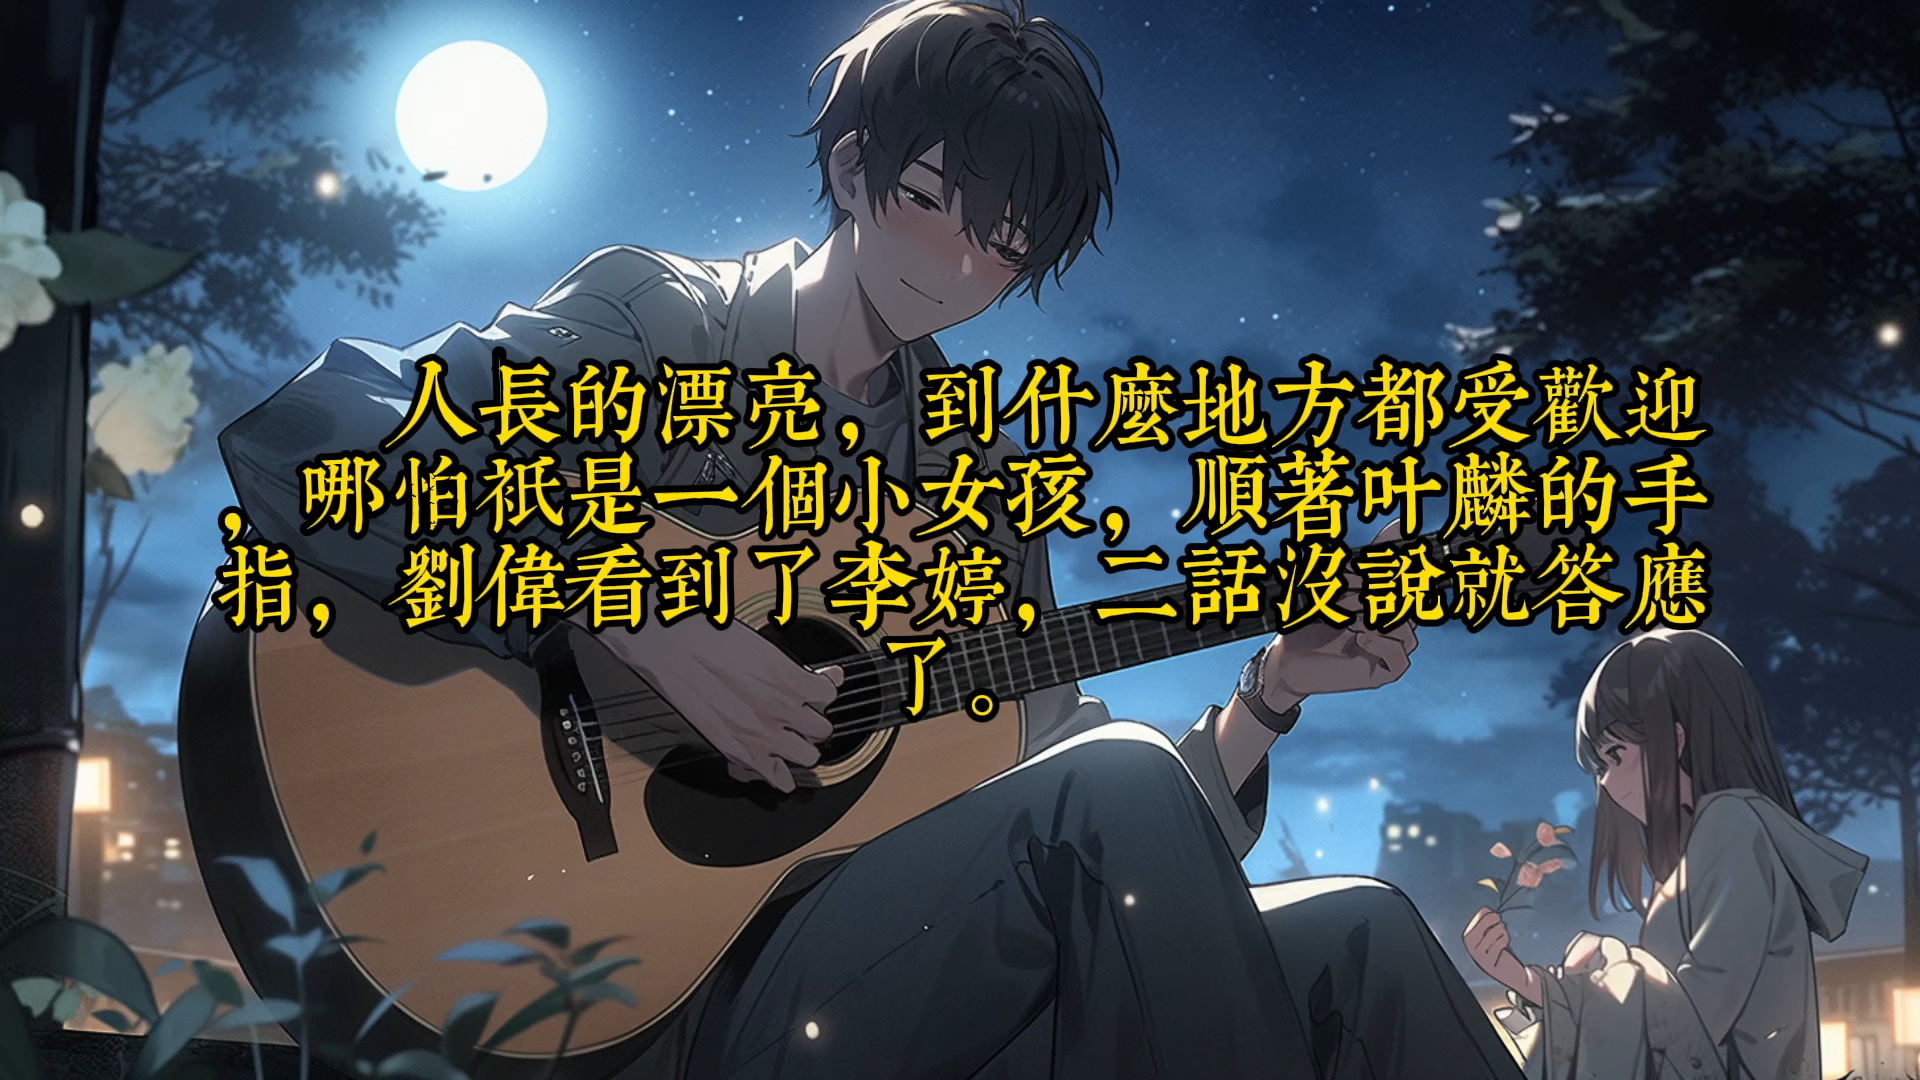 人長的漂亮，到什麼地方都受歡迎
，哪怕祇是一個小女孩，順著叶麟的手
指，劉偉看到了李婷，二話沒說就答應
了。